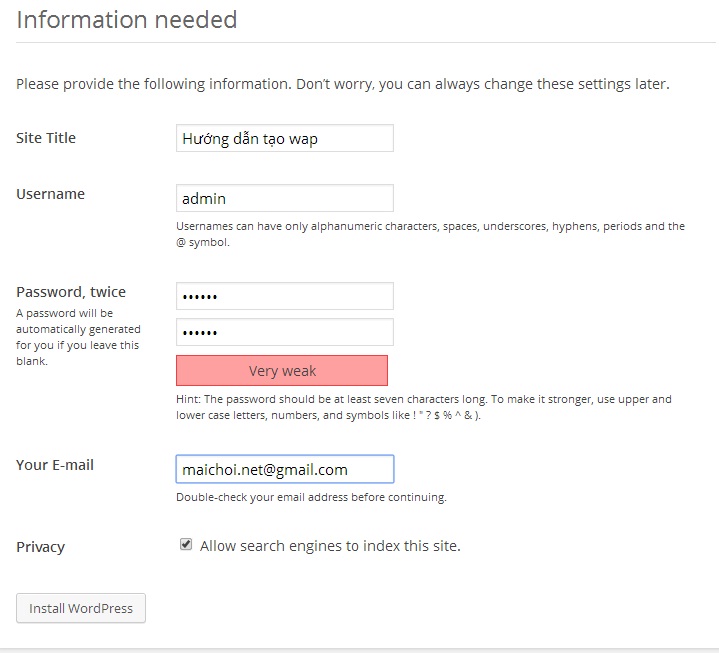 Information needed
Please provide the following information. Don't worry, you can always change these settings later.
Site Title
Hướng dẫn tạo wap
Username
admin
Usernames can have only alphanumeric characters, spaces, underscores, hyphens, periods and the
@ symbol.
Password, twice
A password will be
automatically generated
for you if you leave this
blank.
••••••
••••••
Very weak
Hint: The password should be at least seven characters long. To make it stronger, use upper and
lower case letters, numbers, and symbols like ! " ? $ % ^ & ).
Your E-mail
maichoi.net@gmail.com
Double-check your email address before continuing.
Privacy
Allow search engines to index this site.
Install WordPress